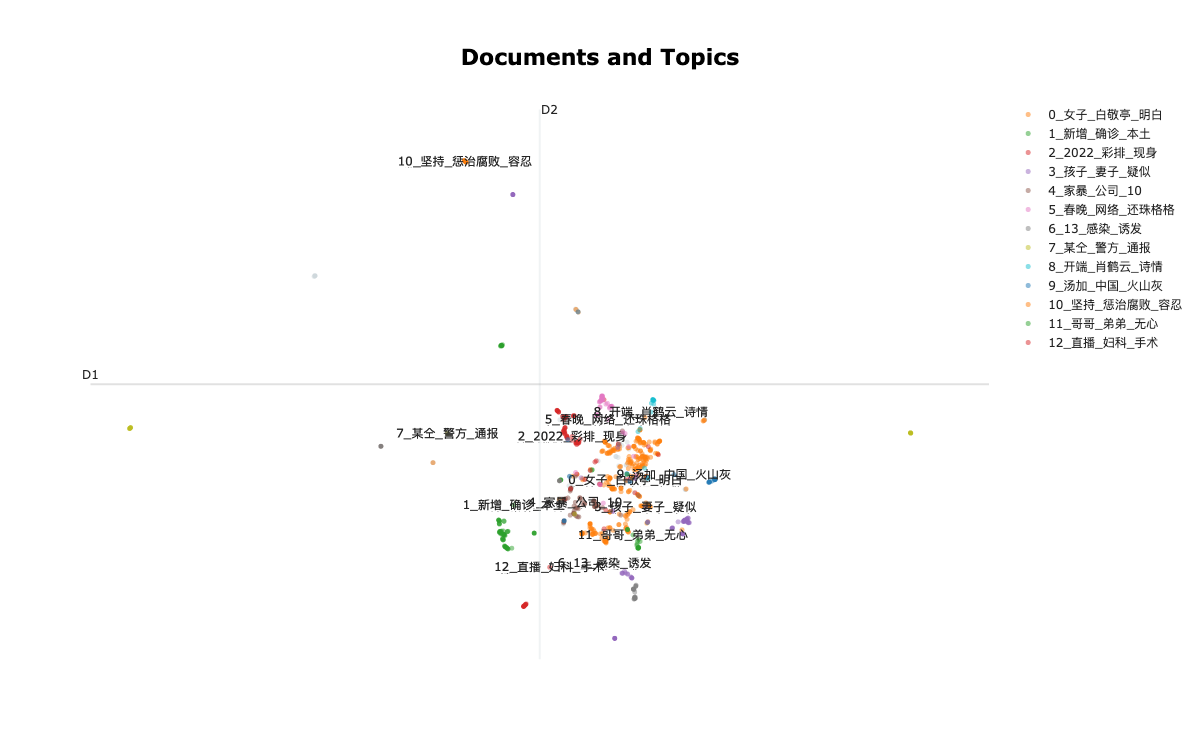 Documents and Topics
D2
10_坚持_惩治腐败_容忍
D1
8_开端_肖鹤云_诗情
5_春晚_网络_还珠格格
7_某仝_警方_通报
2_2022_彩排_现身
9_汤加_中国_火山灰
0_女子_白敬亭_明白
4_家暴_公司_10
1_新增_确诊_本土
3_孩子_妻子_疑似
11_哥哥_弟弟_无心
6_13_感染_诱发
12_直播_妇科_手术
0_女子_白敬亭_明白
1_新增_确诊_本土
2_2022_彩排_现身
3_孩子_妻子_疑似
4_家暴_公司_10
5_春晚_网络_还珠格格
6_13_感染_诱发
7_某仝_警方_通报
8_开端_肖鹤云_诗情
9_汤加_中国_火山灰
10_坚持_惩治腐败_容忍
11_哥哥_弟弟_无心
12_直播_妇科_手术